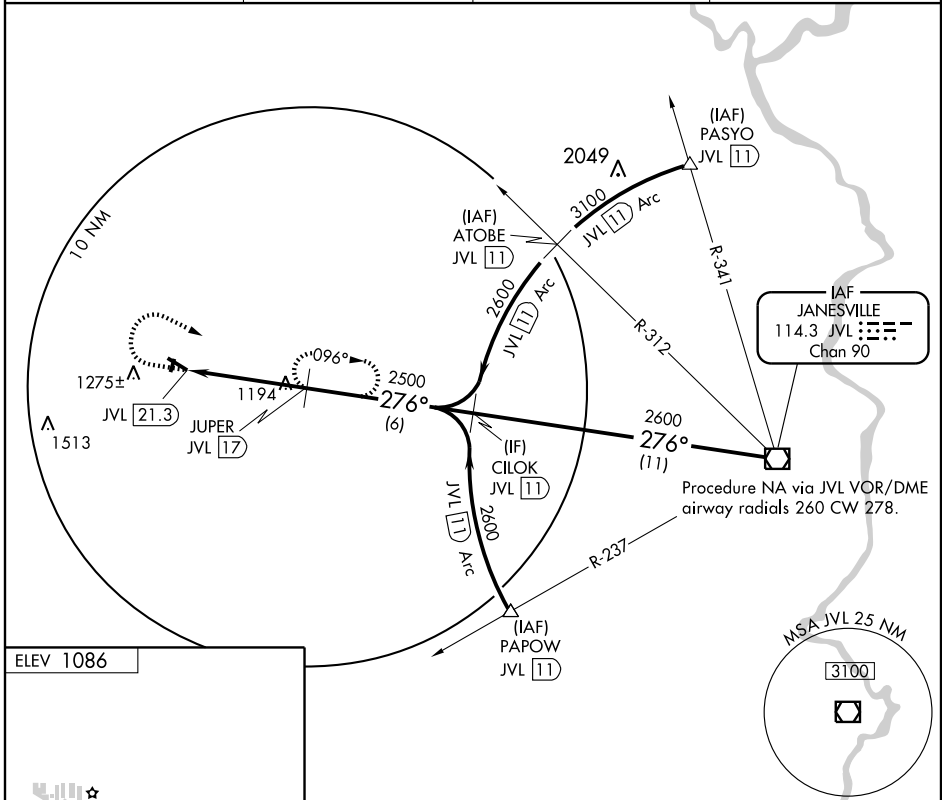 (IAF)
PASYO
JVL 11
2049
3100
JVL 11 Arc
(IAF)
ATOBE
JVL 11
10 NM
2600
JVL 11 Arc
R-341
R-312
IAF
JANESVILLE
114.3 JVL
Chan 90
096°
1275±
1194
2500
276°
(6)
JVL 21.3
JUPER
JVL 17
1513
2600
276°
(11)
(IF)
CILOK
JVL 11
Procedure NA via JVL VOR/DME
airway radials 260 CW 278.
JVL 11 Arc
2600
R-237
(IAF)
PAPOW
JVL 11
MSA JVL 25 NM
3100
ELEV 1086